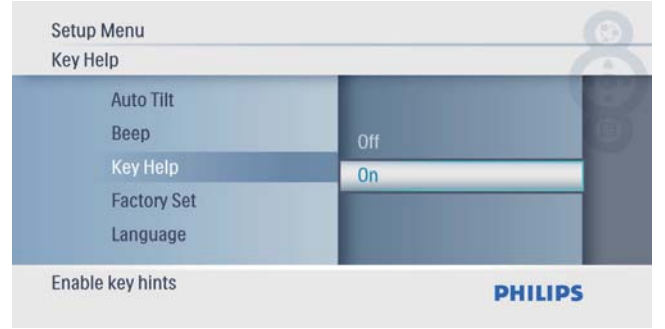 Setup Menu
Key Help
Auto Tilt
Beep
Key Help
Factory Set
Language
Off
On
Enable key hints
PHILIPS